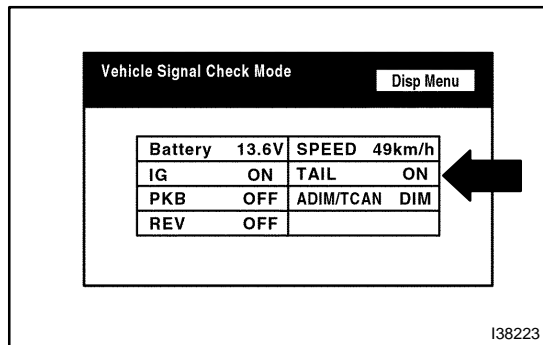 Vehicle Signal Check Mode
Disp Menu
Battery 13.6V SPEED 49km/h
IG ON TAIL ON
PKB OFF ADIM/TCAN DIM
REV OFF
I38223